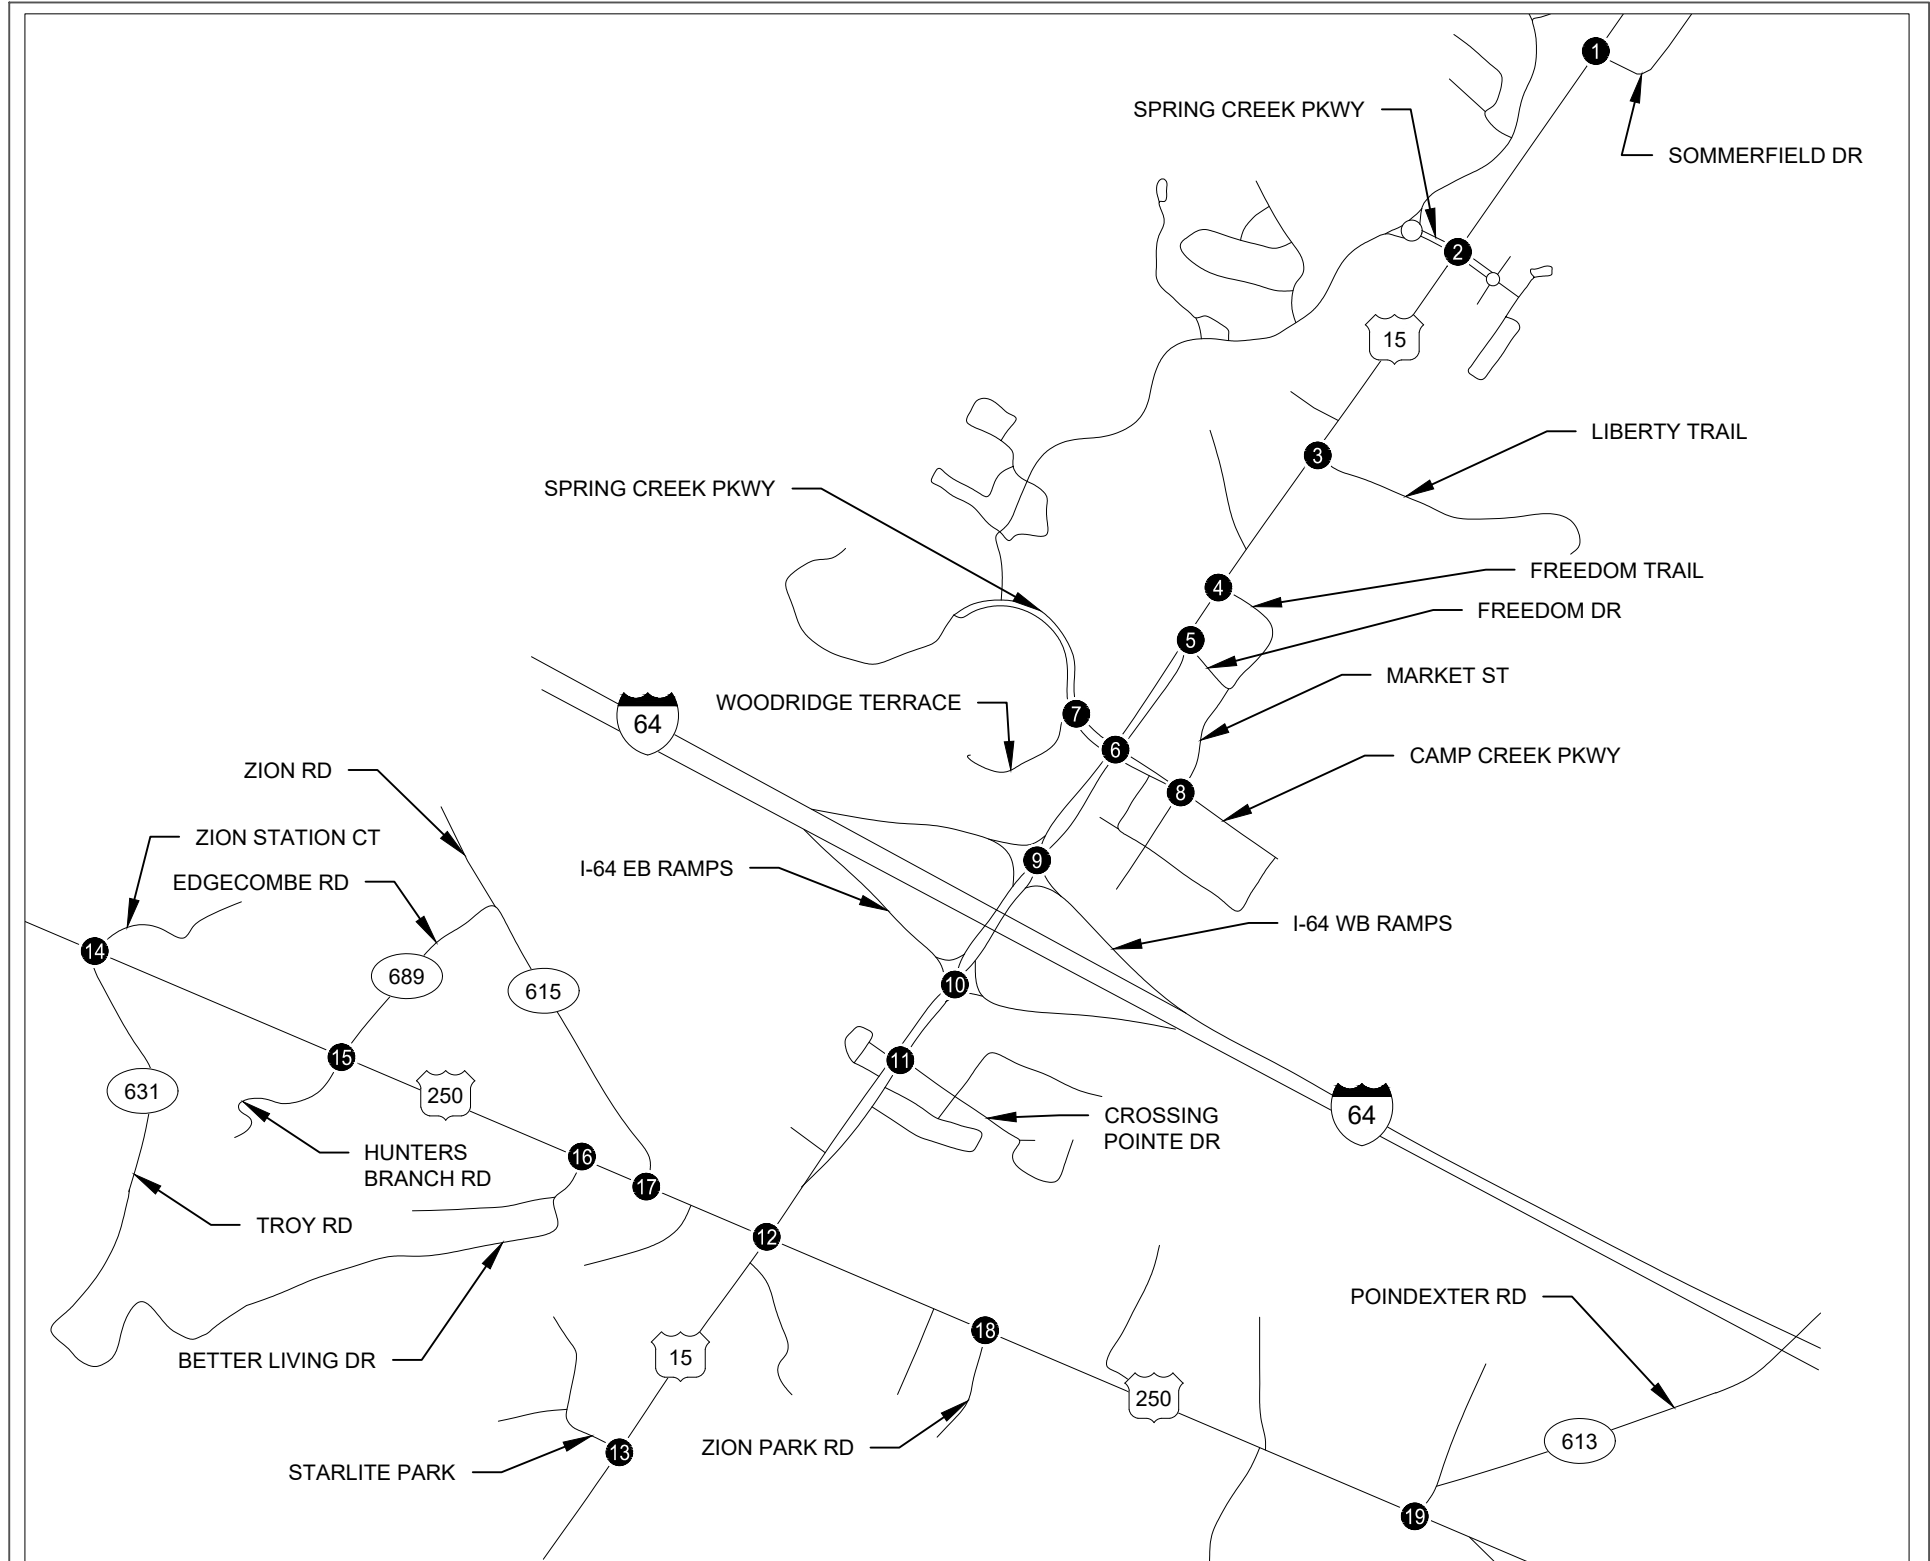 1
SPRING CREEK PKWY
SOMMERFIELD DR
2
15
LIBERTY TRAIL
3
SPRING CREEK PKWY
FREEDOM TRAIL
4
FREEDOM DR
5
MARKET ST
WOODRIDGE TERRACE
7
64
6
CAMP CREEK PKWY
ZION RD
8
ZION STATION CT
9
I-64 EB RAMPS
EDGECOMBE RD
I-64 WB RAMPS
14
689
615
10
15
11
631
250
64
CROSSING
POINTE DR
HUNTERS
BRANCH RD
16
17
TROY RD
12
POINDEXTER RD
18
BETTER LIVING DR
15
250
613
ZION PARK RD
13
STARLITE PARK
19